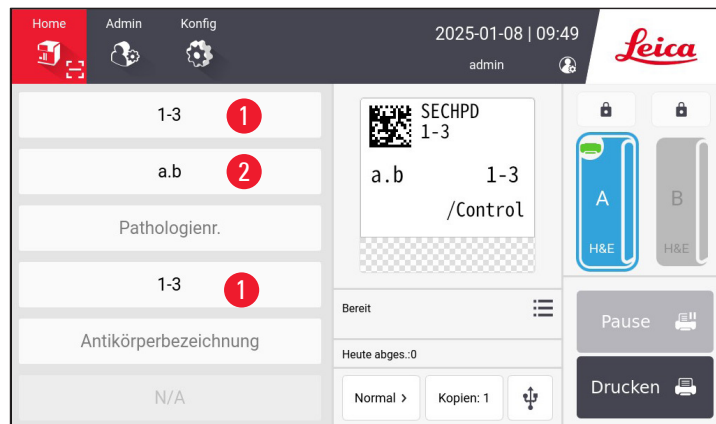 Home Admin Konfig
2025-01-08 | 09:49
admin
Leica
1-3 1
a.b 2
Pathologienr.
1-3 1
Antikörperbezeichnung
N/A
SECHPD
1-3
a.b 1-3
/Control
Bereit
Heute abges.:0
Normal > Kopien: 1
A
H&E
B
H&E
Pause
Drucken